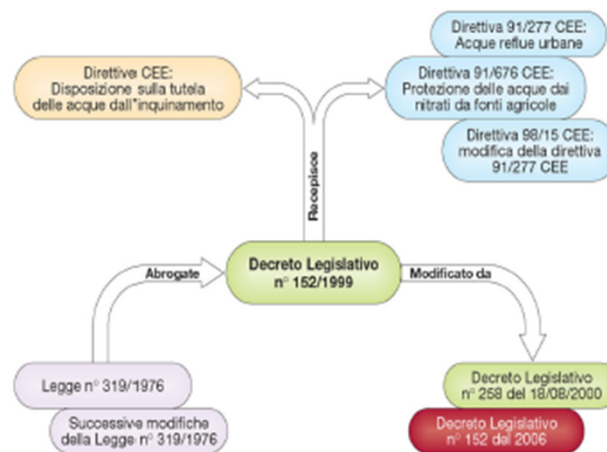 Direttive CEE:
Disposizione sulla tutela
delle acque dall"inquinamento
Direttiva 91/277 CEE:
Acque reflue urbane
Direttiva 91/676 CEE:
Protezione delle acque dai
nitrati da fonti agricole
Direttiva 98/15 CEE:
modifica della direttiva
91/277 CEE
Recepisce
Abrogate
Decreto Legislativo
n° 152/1999
Modificato da
Legge n° 319/1976
Successive modifiche
della Legge n° 319/1976
Decreto Legislativo
n° 258 del 18/08/2000
Decreto Legislativo
n° 152 del 2006